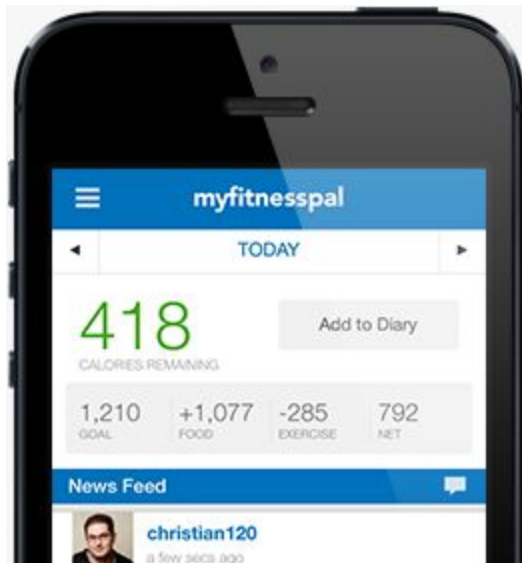 myfitnesspal
TODAY
418
Add to Diary
CALORIES REMAINING
1,210 +1,077 -285 792
GOAL FOOD EXERCISE NET
News Feed
christian120
a few secs ago